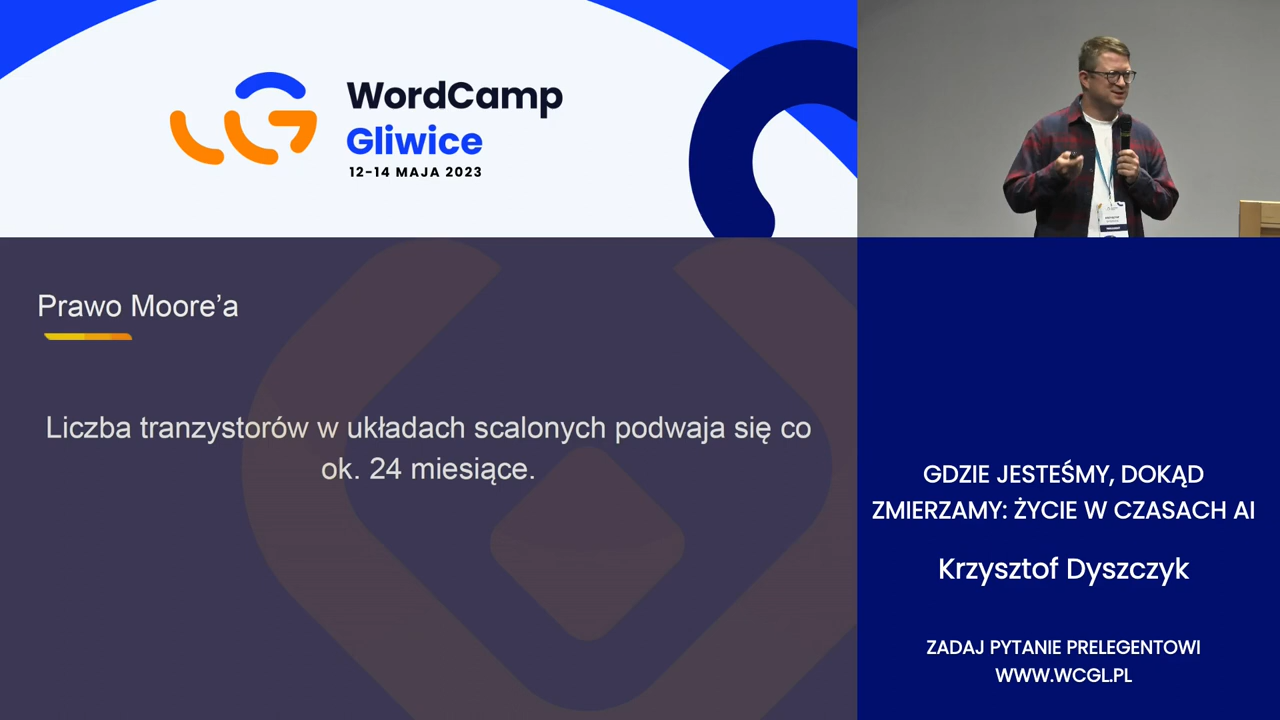 WordCamp
Gliwice
12-14 MAJA 2023
Prawo Moore’a
Liczba tranzystorów w układach scalonych podwaja się co
ok. 24 miesiące.
GDZIE JESTEŚMY, DOKĄD
ZMIERZAMY: ŻYCIE W CZASACH AI
Krzysztof Dyszczyk
ZADAJ PYTANIE PRELEGENTOWI
WWW.WCGL.PL